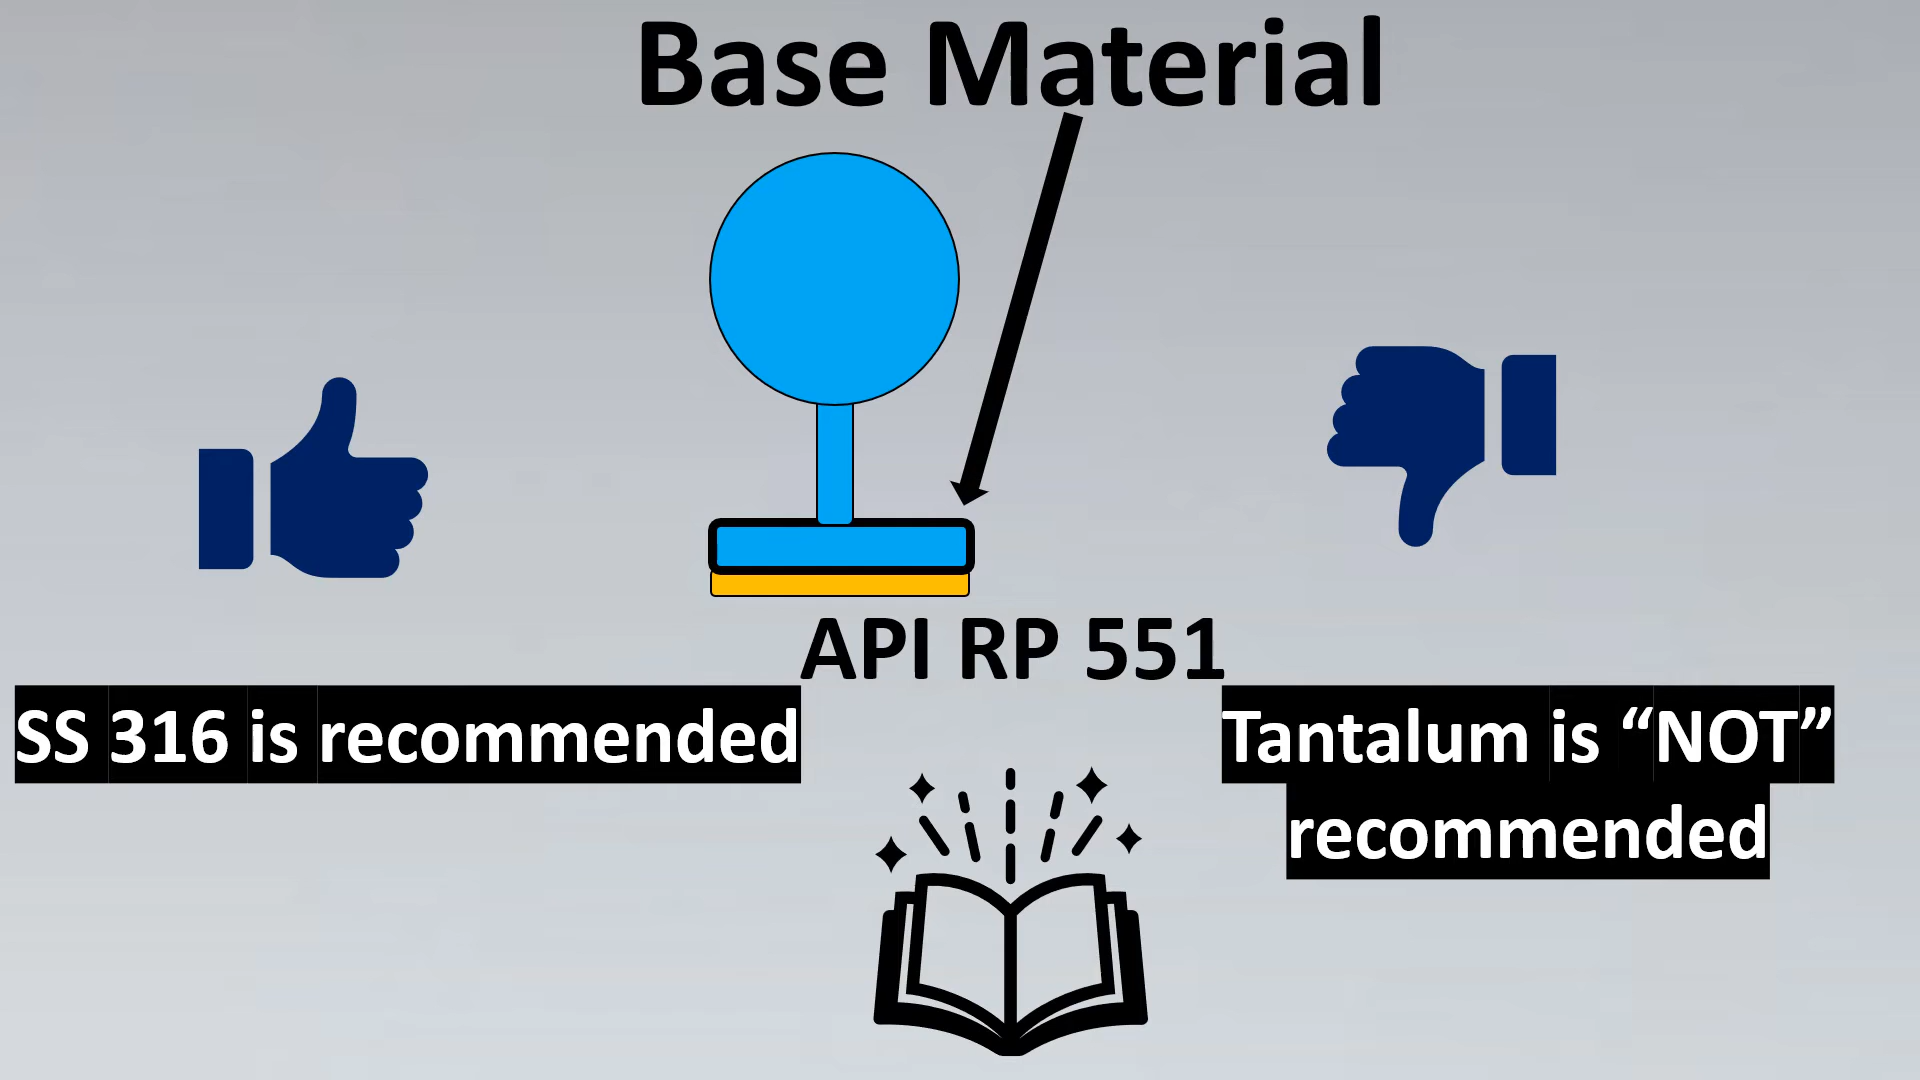 Base Material
API RP 551
SS 316 is recommended
Tantalum is “NOT”
recommended